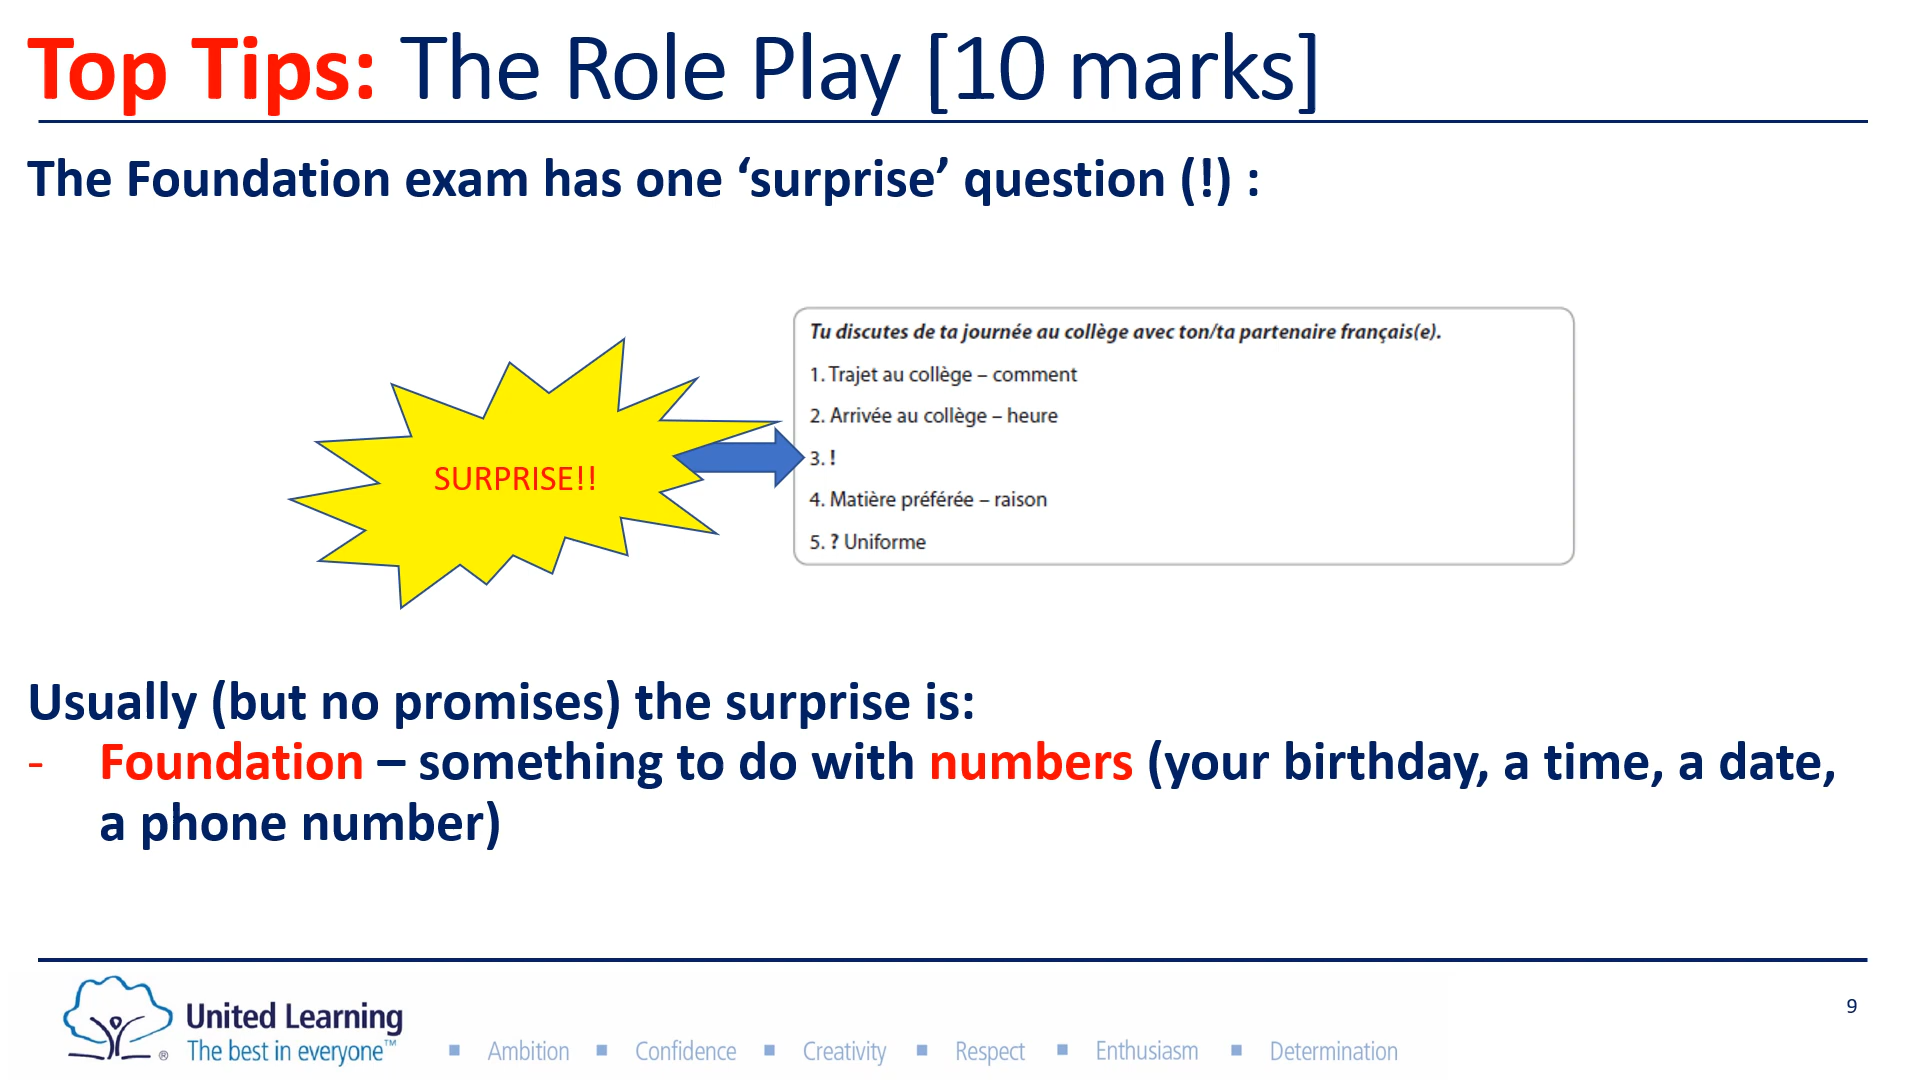 Top Tips: The Role Play [10 marks]
The Foundation exam has one ‘surprise’ question (!) :
Tu discutes de ta journée au collège avec ton/ta partenaire français(e).
1. Trajet au collège – comment
2. Arrivée au collège – heure
3. !
4. Matière préférée – raison
5. ? Uniforme
SURPRISE!!
Usually (but no promises) the surprise is:
- Foundation – something to do with numbers (your birthday, a time, a date,
a phone number)
United Learning
The best in everyone™
®
▪ Ambition ▪ Confidence ▪ Creativity ▪ Respect ▪ Enthusiasm ▪ Determination
9